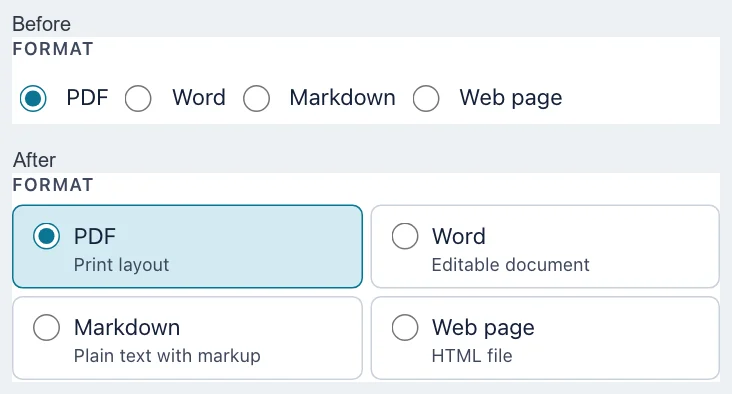 Before
FORMAT
PDF Word Markdown Web page
After
FORMAT
PDF Word
Print layout Editable document
Markdown Web page
Plain text with markup HTML file